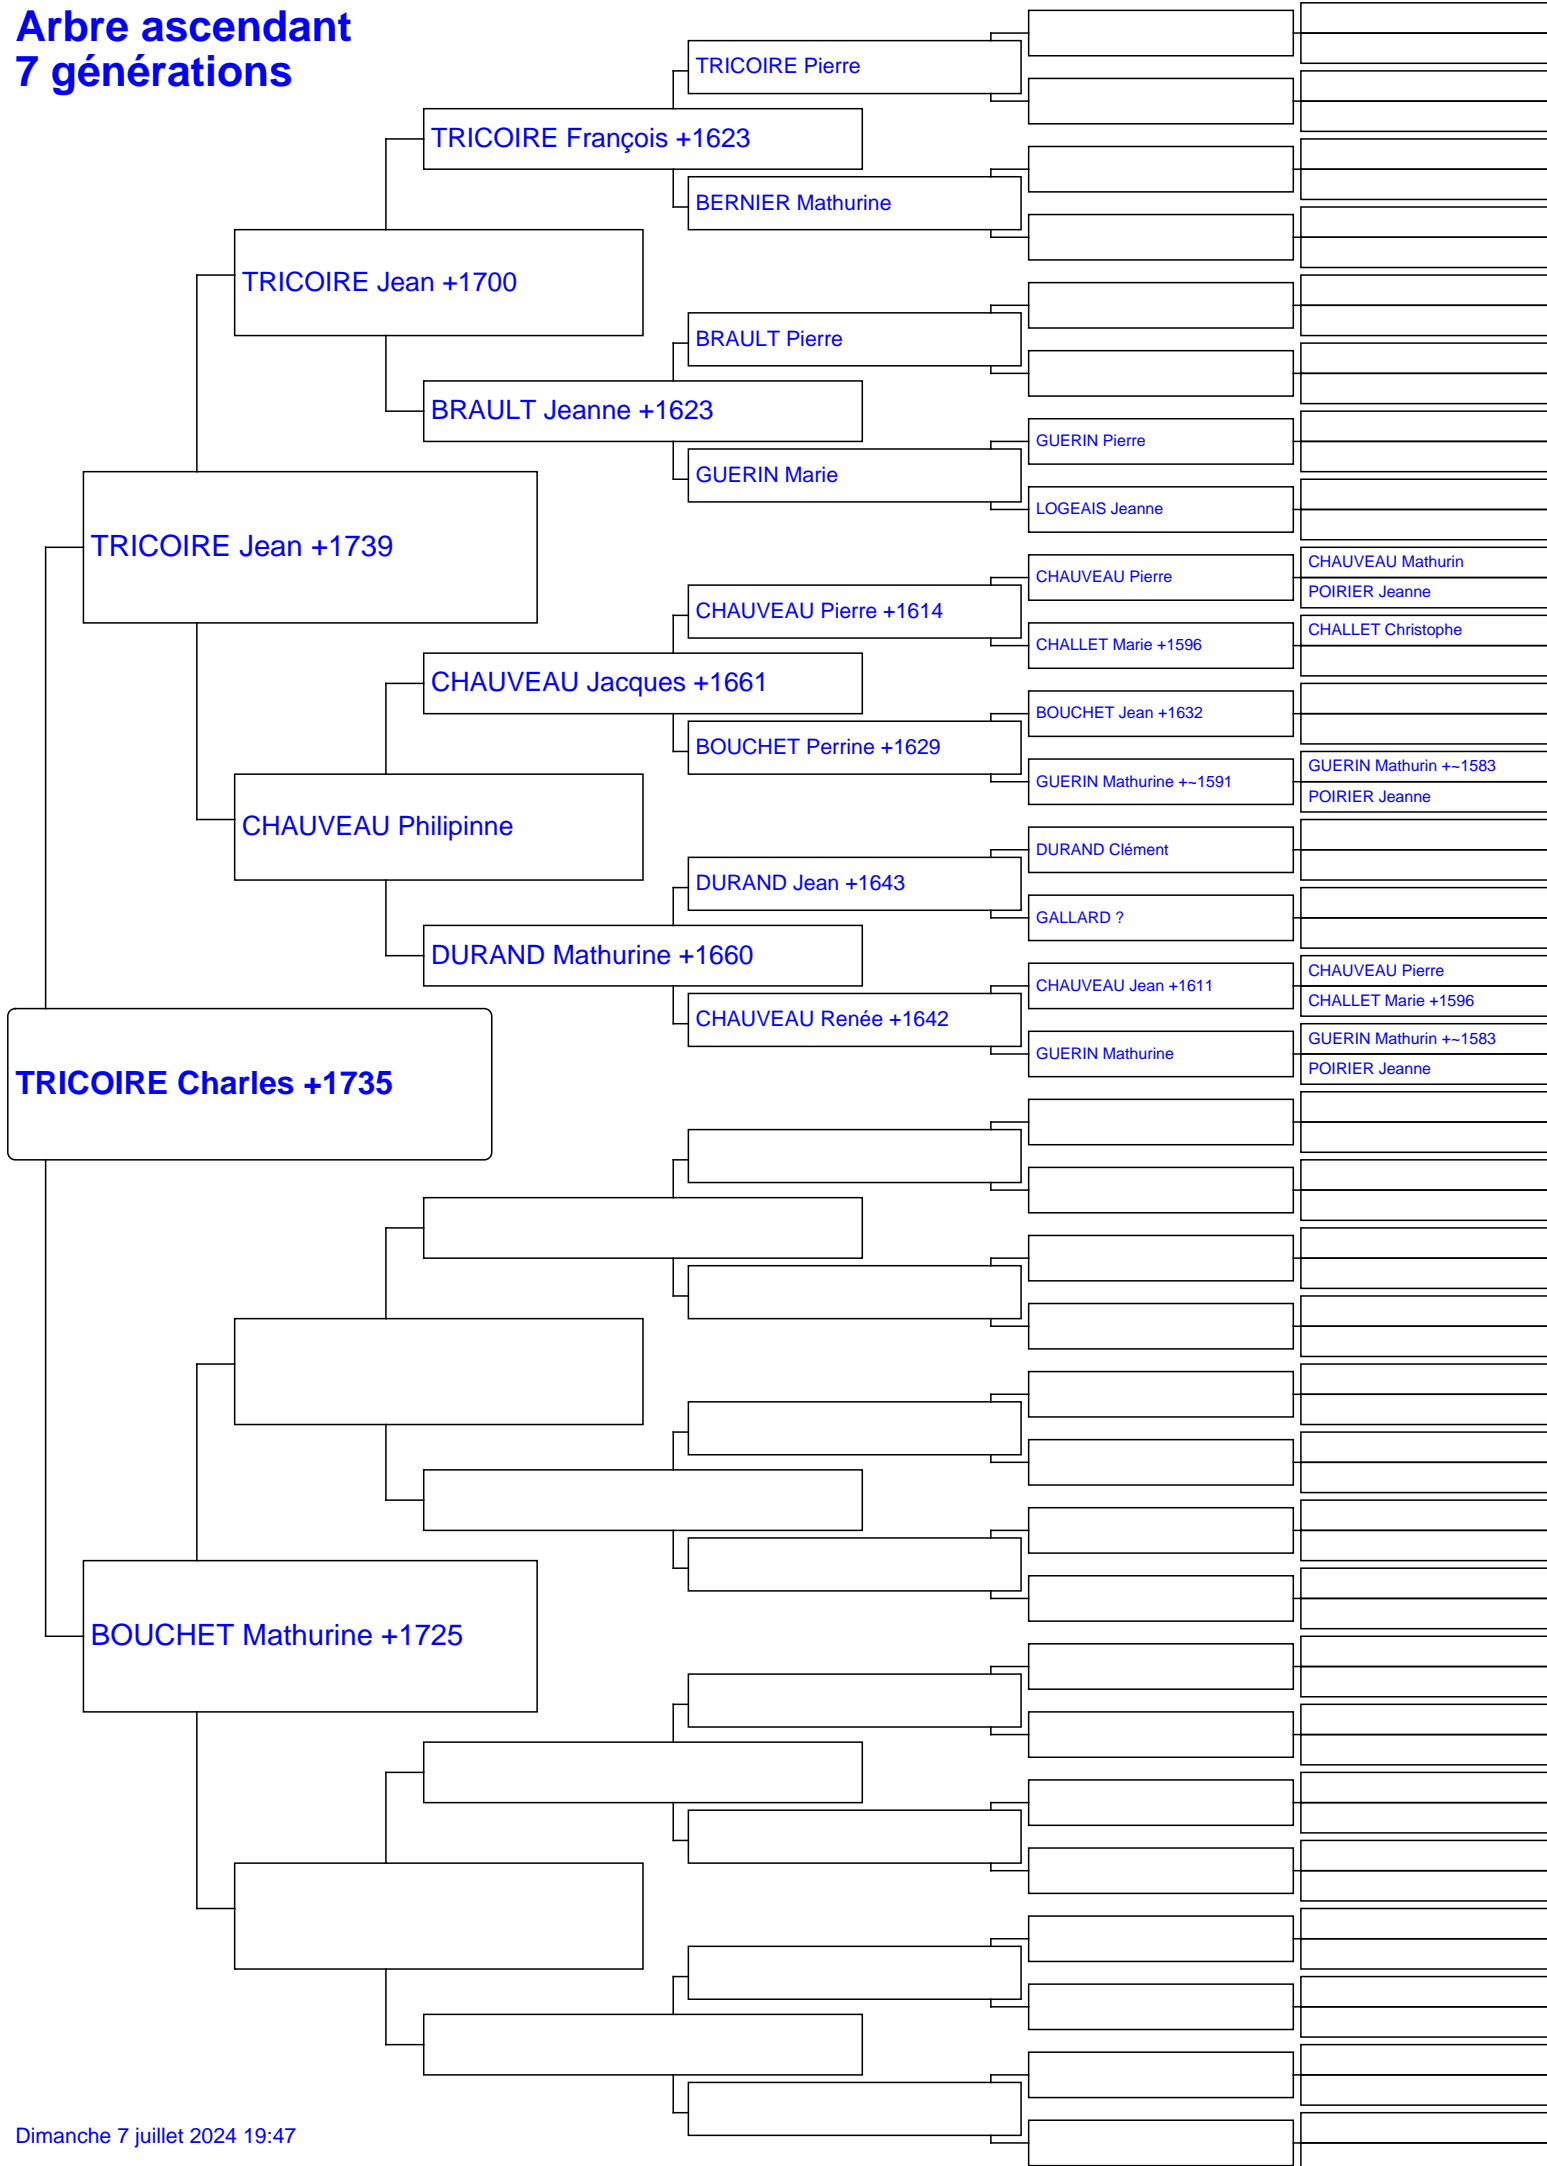 Arbre ascendant
7 générations
TRICOIRE Pierre
TRICOIRE François +1623
BERNIER Mathurine
TRICOIRE Jean +1700
BRAULT Pierre
BRAULT Jeanne +1623
GUERIN Pierre
GUERIN Marie
LOGEAIS Jeanne
TRICOIRE Jean +1739
CHAUVEAU Mathurin
CHAUVEAU Pierre
POIRIER Jeanne
CHAUVEAU Pierre +1614
CHALLET Christophe
CHALLET Marie +1596
CHAUVEAU Jacques +1661
BOUCHET Jean +1632
BOUCHET Perrine +1629
GUERIN Mathurin +~1583
GUERIN Mathurine +~1591
POIRIER Jeanne
CHAUVEAU Philipinne
DURAND Clément
DURAND Jean +1643
GALLARD ?
DURAND Mathurine +1660
CHAUVEAU Pierre
CHAUVEAU Jean +1611
CHALLET Marie +1596
CHAUVEAU Renée +1642
GUERIN Mathurin +~1583
GUERIN Mathurine
POIRIER Jeanne
TRICOIRE Charles +1735
BOUCHET Mathurine +1725
Dimanche 7 juillet 2024 19:47